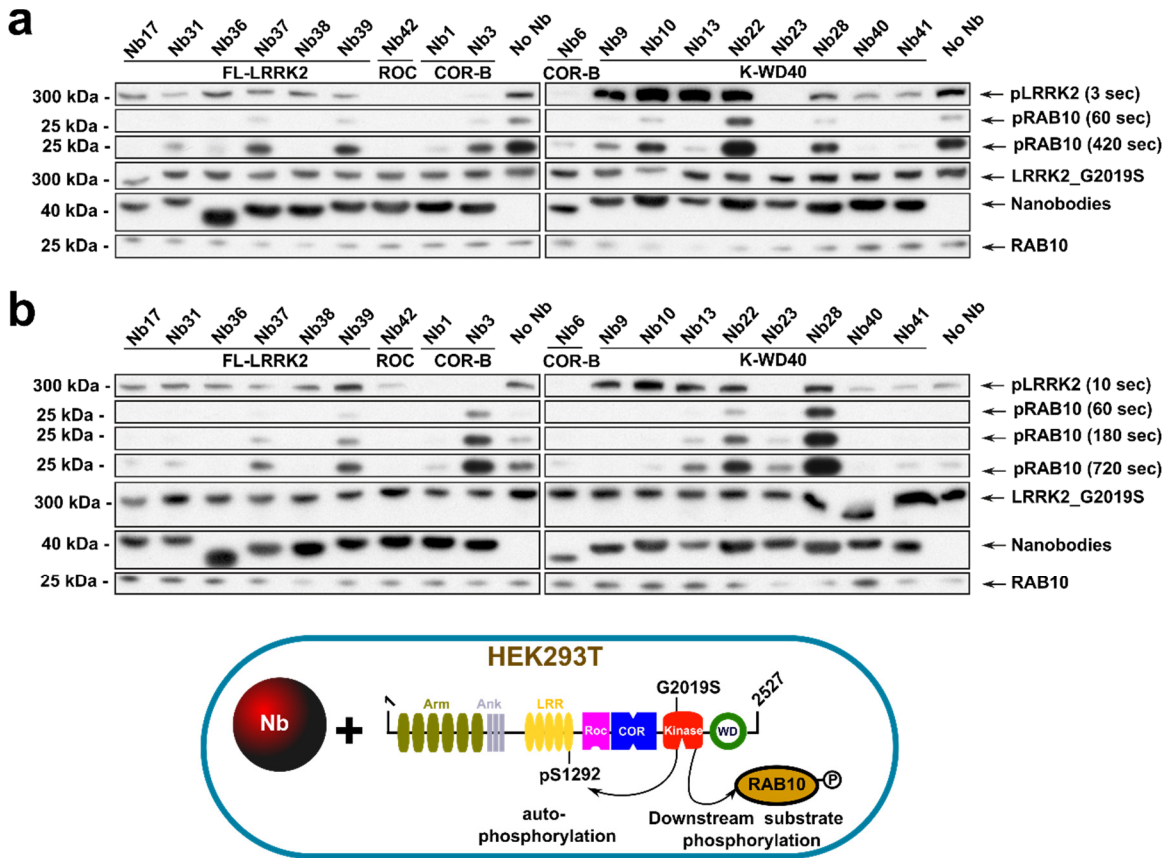 a
Nb17 Nb31 Nb36 Nb37 Nb38 Nb39 Nb42 Nb1 Nb3 No Nb Nb6 Nb9 Nb10 Nb13 Nb22 Nb23 Nb28 Nb40 Nb41 No Nb
FL-LRRK2 ROC COR-B COR-B K-WD40
300 kDa - pLRRK2 (3 sec)
25 kDa - pRAB10 (60 sec)
25 kDa - pRAB10 (420 sec)
300 kDa - LRRK2_G2019S
40 kDa - Nanobodies
25 kDa - RAB10
b
Nb17 Nb31 Nb36 Nb37 Nb38 Nb39 Nb42 Nb1 Nb3 No Nb Nb6 Nb9 Nb10 Nb13 Nb22 Nb23 Nb28 Nb40 Nb41 No Nb
FL-LRRK2 ROC COR-B COR-B K-WD40
300 kDa - pLRRK2 (10 sec)
25 kDa - pRAB10 (60 sec)
25 kDa - pRAB10 (180 sec)
25 kDa - pRAB10 (720 sec)
300 kDa - LRRK2_G2019S
40 kDa - Nanobodies
25 kDa - RAB10
HEK293T
G2019S
1 Arm Ank LRR 2527
Nb + Roc COR Kinase WD
pS1292
RAB10 P
auto- Downstream substrate
phosphorylation phosphorylation